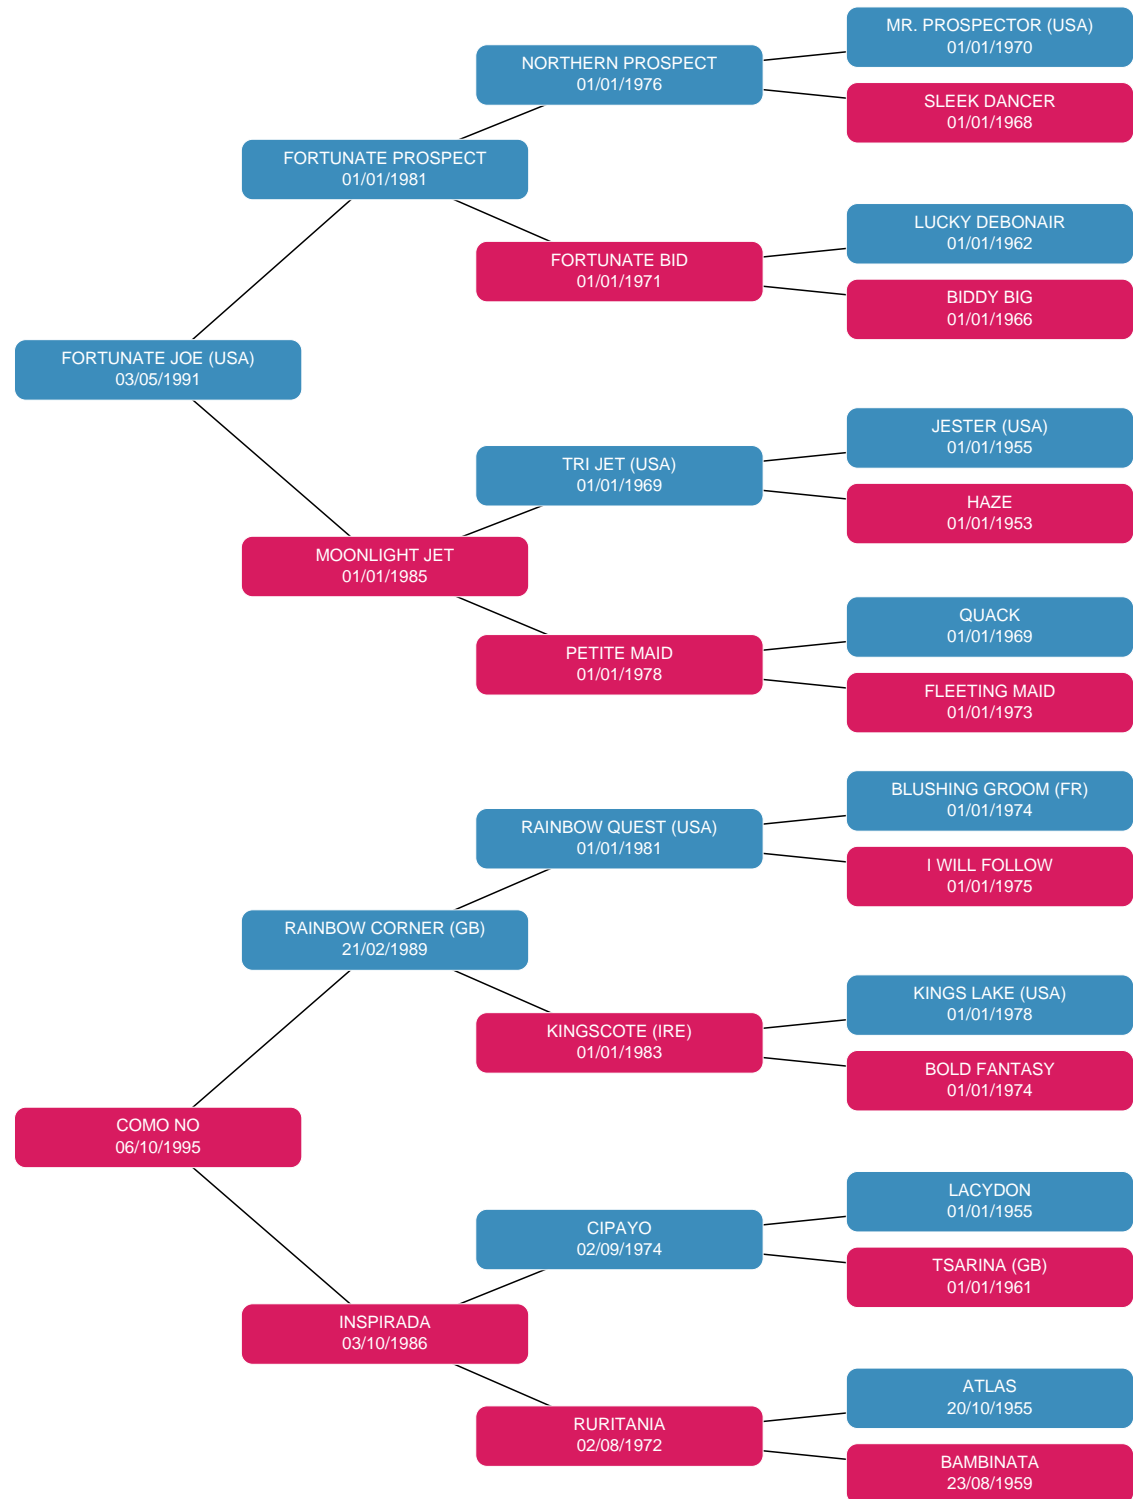 MR. PROSPECTOR (USA)
01/01/1970
NORTHERN PROSPECT
01/01/1976
SLEEK DANCER
01/01/1968
FORTUNATE PROSPECT
01/01/1981
LUCKY DEBONAIR
01/01/1962
FORTUNATE BID
01/01/1971
BIDDY BIG
01/01/1966
FORTUNATE JOE (USA)
03/05/1991
JESTER (USA)
01/01/1955
TRI JET (USA)
01/01/1969
HAZE
01/01/1953
MOONLIGHT JET
01/01/1985
QUACK
01/01/1969
PETITE MAID
01/01/1978
FLEETING MAID
01/01/1973
BLUSHING GROOM (FR)
01/01/1974
RAINBOW QUEST (USA)
01/01/1981
I WILL FOLLOW
01/01/1975
RAINBOW CORNER (GB)
21/02/1989
KINGS LAKE (USA)
01/01/1978
KINGSCOTE (IRE)
01/01/1983
BOLD FANTASY
01/01/1974
COMO NO
06/10/1995
LACYDON
01/01/1955
CIPAYO
02/09/1974
TSARINA (GB)
01/01/1961
INSPIRADA
03/10/1986
ATLAS
20/10/1955
RURITANIA
02/08/1972
BAMBINATA
23/08/1959